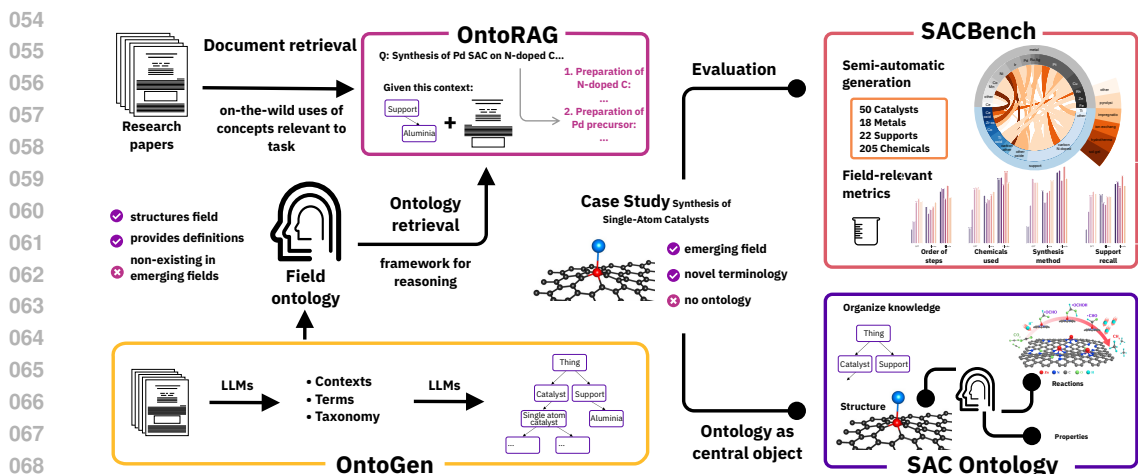 054
055
056
057
058
059
060
061
062
063
064
065
066
067
068
Research
papers
Document retrieval
on-the-wild uses of
concepts relevant to
task
OntoRAG
Q: Synthesis of Pd SAC on N-doped C...
Given this context:
Support
Aluminia
+
1. Preparation of
N-doped C:
...
2. Preparation of
Pd precursor:
...
structures field
provides definitions
non-existing in
emerging fields
Field
ontology
Ontology
retrieval
framework for
reasoning
LLMs
• Contexts
• Terms
• Taxonomy
LLMs
Thing
Catalyst
Support
Single atom
catalyst
Aluminia
...
...
OntoGen
Evaluation
Case Study Synthesis of
Single-Atom Catalysts
emerging field
novel terminology
no ontology
Ontology as
central object
SACBench
Semi-automatic
generation
50 Catalysts
18 Metals
22 Supports
205 Chemicals
metal
support
other
Field-relevant
metrics
Order of
steps
Chemicals
used
Synthesis
method
Support
recall
Organize knowledge
Thing
Catalyst
Support
Structure
Reactions
Properties
SAC Ontology